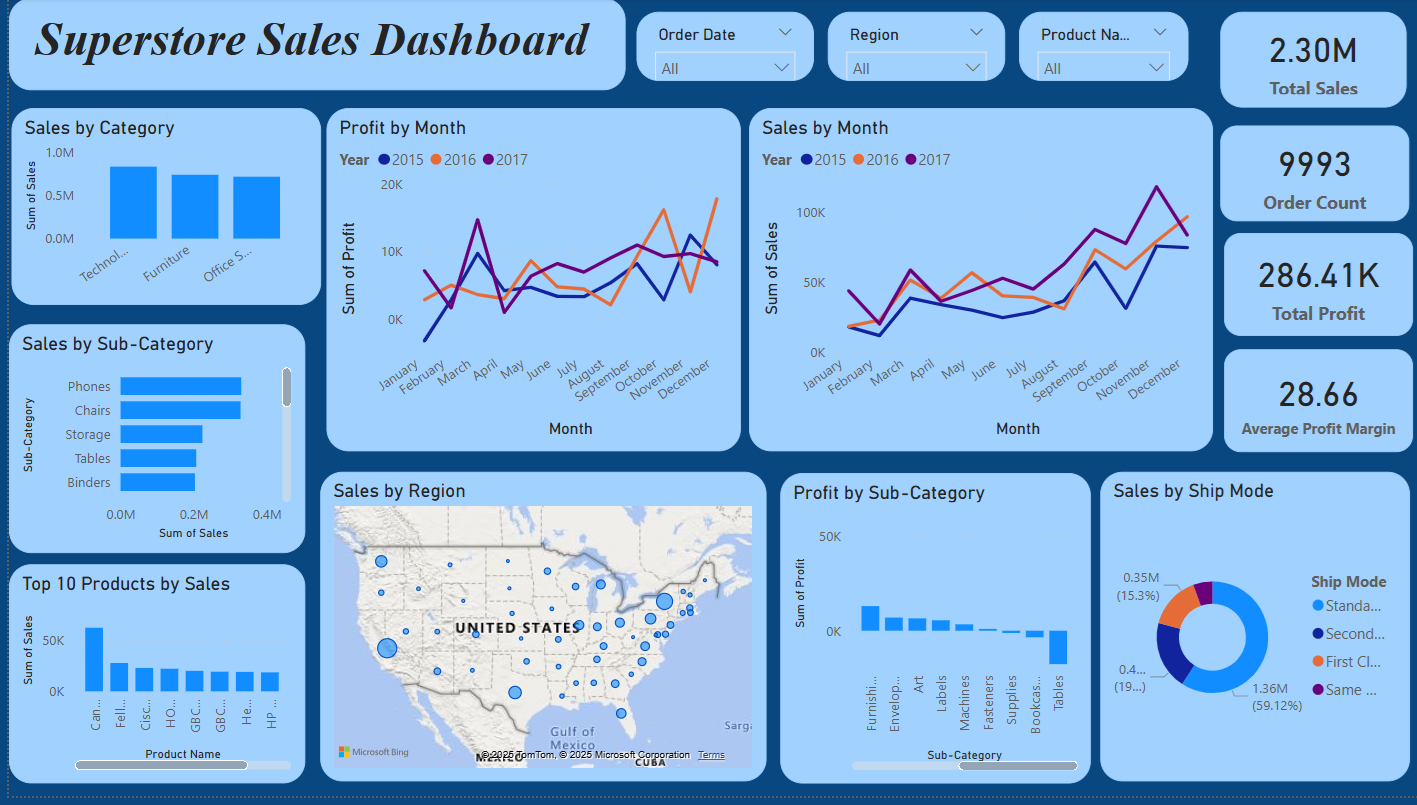 Superstore Sales Dashboard
Order Date
All
Region
All
Product Na...
All
2.30M
Total Sales
Sales by Category
1.0M
0.5M
0.0M
Sum of Sales
Technol...
Furniture
Office S...
Profit by Month
Year 2015 2016 2017
20K
10K
0K
Sum of Profit
January
February
March
April
May
June
July
August
September
October
November
December
Month
Sales by Month
Year 2015 2016 2017
100K
50K
0K
Sum of Sales
January
February
March
April
May
June
July
August
September
October
November
December
Month
9993
Order Count
286.41K
Total Profit
28.66
Average Profit Margin
Sales by Sub-Category
Sub-Category
Phones
Chairs
Storage
Tables
Binders
0.0M 0.2M 0.4M
Sum of Sales
Top 10 Products by Sales
50K
0K
Sum of Sales
Can...
Fell...
Cisc...
HO...
GBC...
GBC...
He...
HP ...
Product Name
Sales by Region
UNITED STATES
Gulf of
Mexico
Sarga
MEXICO
CUBA
Microsoft Bing
© 2025 TomTom, © 2025 Microsoft Corporation Terms
Profit by Sub-Category
50K
0K
Sum of Profit
Furnishi...
Envelop...
Art
Labels
Machines
Fasteners
Supplies
Bookcas...
Tables
Sub-Category
Sales by Ship Mode
0.35M
(15.3%)
0.4...
(19...)
1.36M
(59.12%)
Ship Mode
Standa...
Second...
First Cl...
Same ...